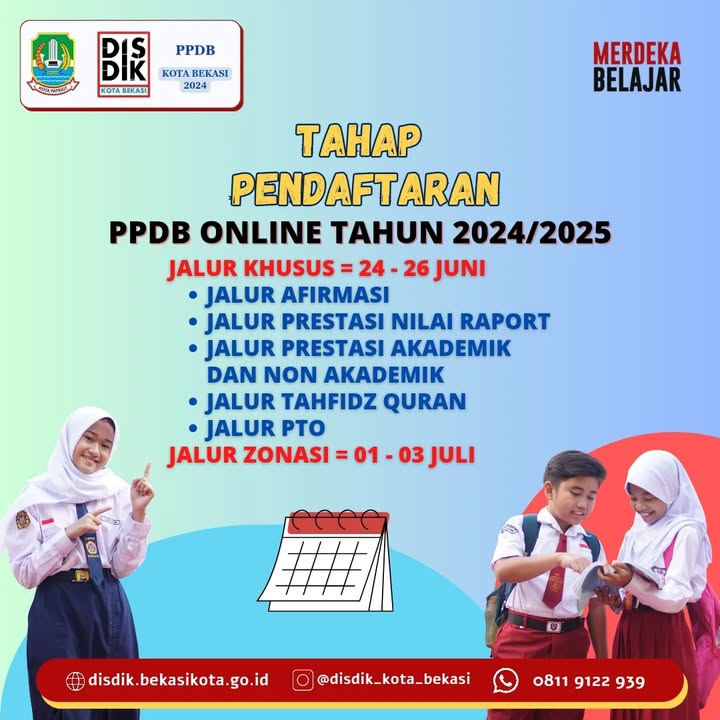 KOTA PATRIOT
DIS
DIK
KOTA BEKASI
PPDB
KOTA BEKASI
2024
MERDEKA
BELAJAR
TAHAP
PENDAFTARAN
PPDB ONLINE TAHUN 2024/2025
JALUR KHUSUS = 24 - 26 JUNI
• JALUR AFIRMASI
• JALUR PRESTASI NILAI RAPORT
• JALUR PRESTASI AKADEMIK
DAN NON AKADEMIK
• JALUR TAHFIDZ QURAN
• JALUR PTO
JALUR ZONASI = 01 - 03 JULI
disdik.bekasikota.go.id
@disdik_kota_bekasi
0811 9122 939